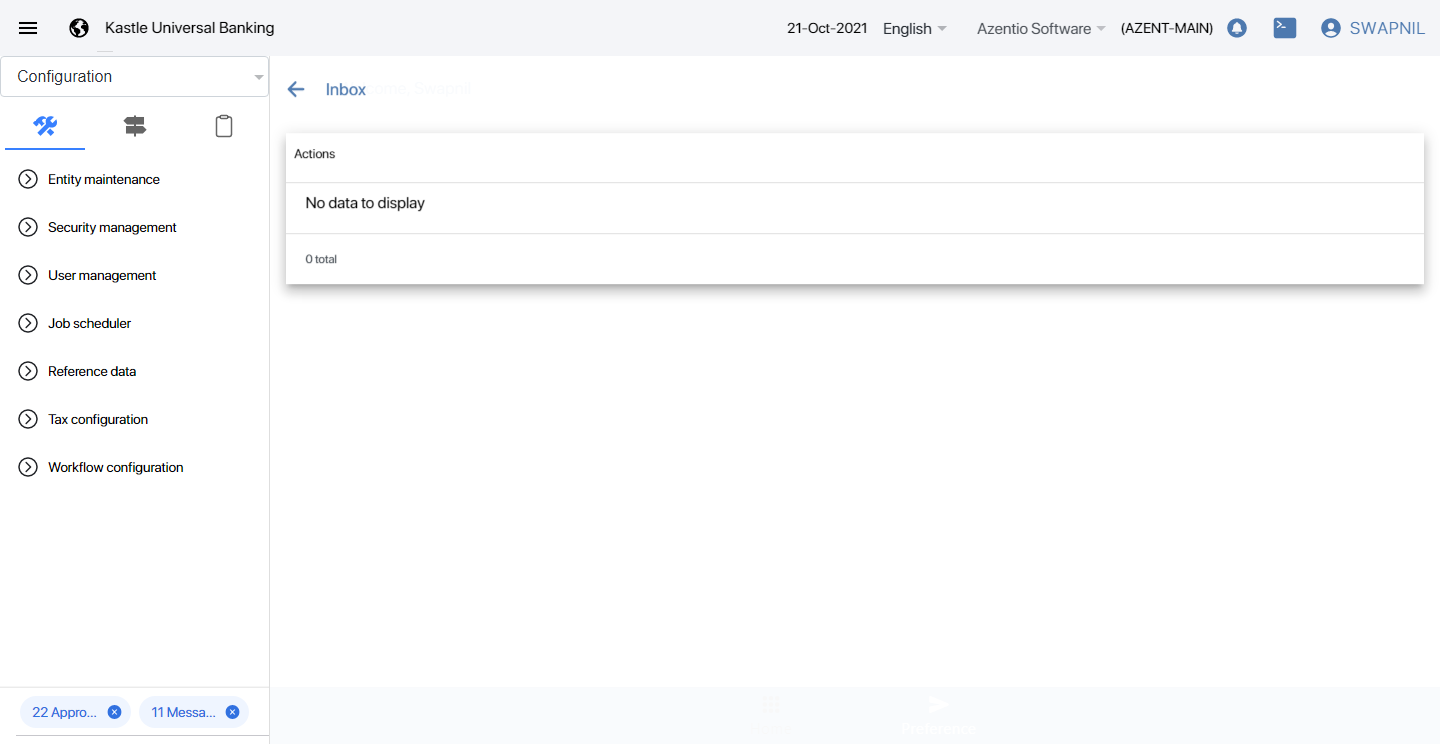 Kastle Universal Banking
21-Oct-2021 English Azentio Software (AZENT-MAIN) SWAPNIL
Configuration
Inbox
Actions
No data to display
0 total
Entity maintenance
Security management
User management
Job scheduler
Reference data
Tax configuration
Workflow configuration
22 Appro...
11 Messa...
Preference